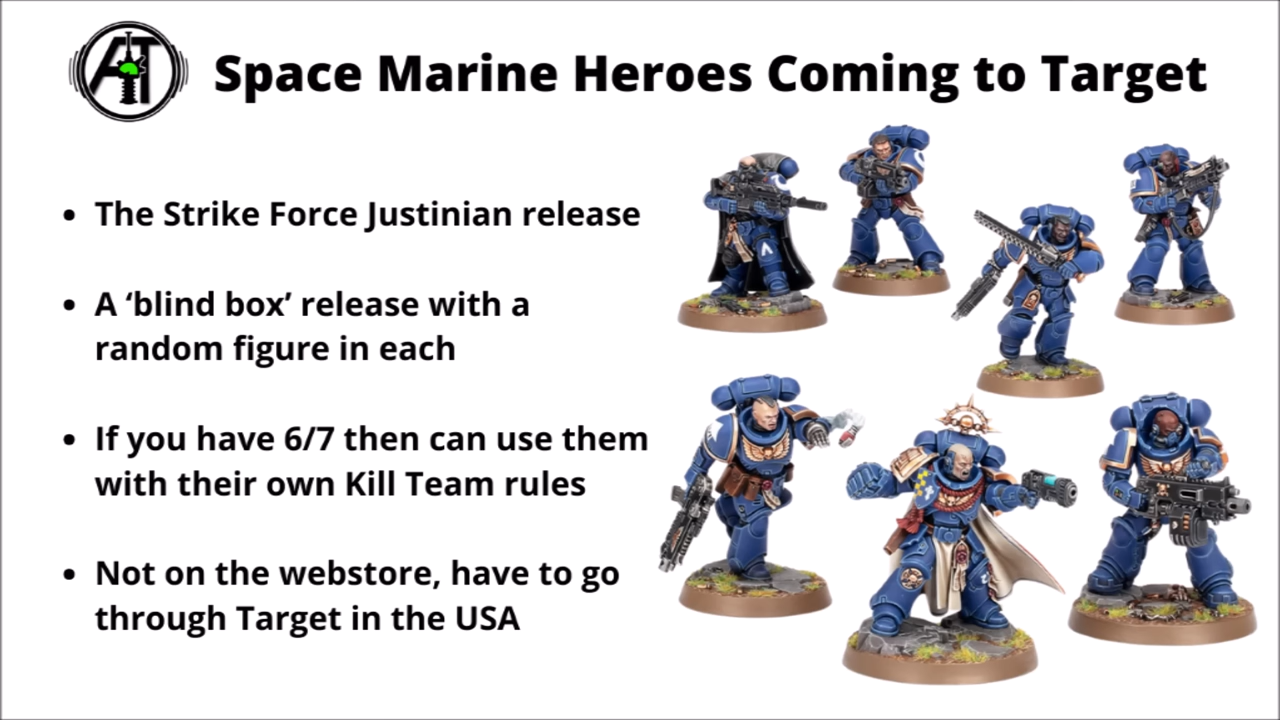 AT
Space Marine Heroes Coming to Target
• The Strike Force Justinian release
• A ‘blind box’ release with a
random figure in each
• If you have 6/7 then can use them
with their own Kill Team rules
• Not on the webstore, have to go
through Target in the USA